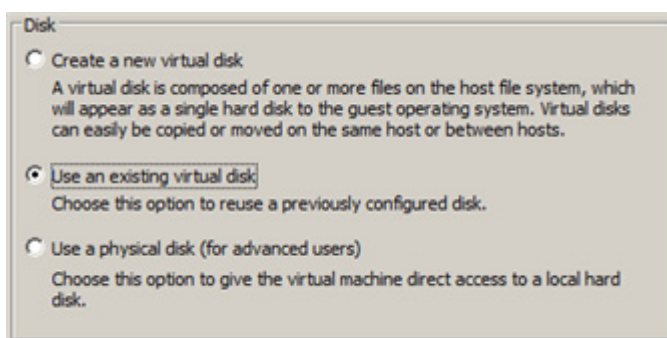 Disk
Create a new virtual disk
A virtual disk is composed of one or more files on the host file system, which
will appear as a single hard disk to the guest operating system. Virtual disks
can easily be copied or moved on the same host or between hosts.
Use an existing virtual disk
Choose this option to reuse a previously configured disk.
Use a physical disk (for advanced users)
Choose this option to give the virtual machine direct access to a local hard
disk.